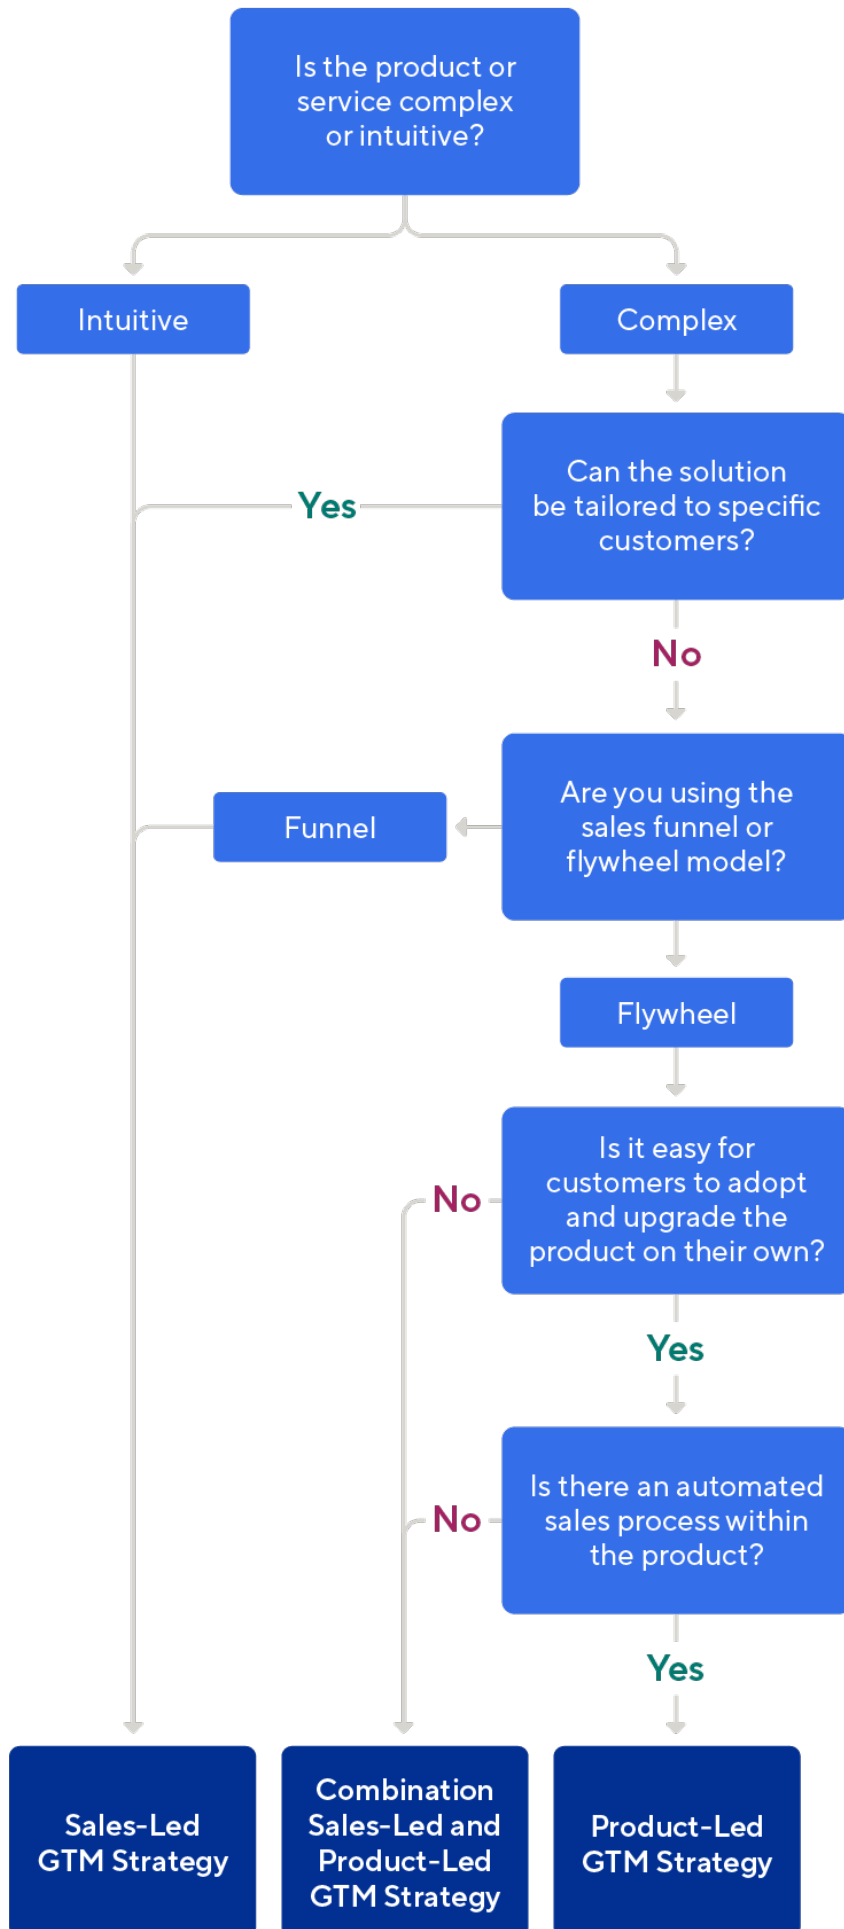 Is the product or
service complex
or intuitive?
Intuitive
Complex
Can the solution
be tailored to specific
customers?
Yes
No
Are you using the
sales funnel or
flywheel model?
Funnel
Flywheel
Is it easy for
customers to adopt
and upgrade the
product on their own?
No
Yes
Is there an automated
sales process within
the product?
No
Yes
Sales-Led
GTM Strategy
Combination
Sales-Led and
Product-Led
GTM Strategy
Product-Led
GTM Strategy